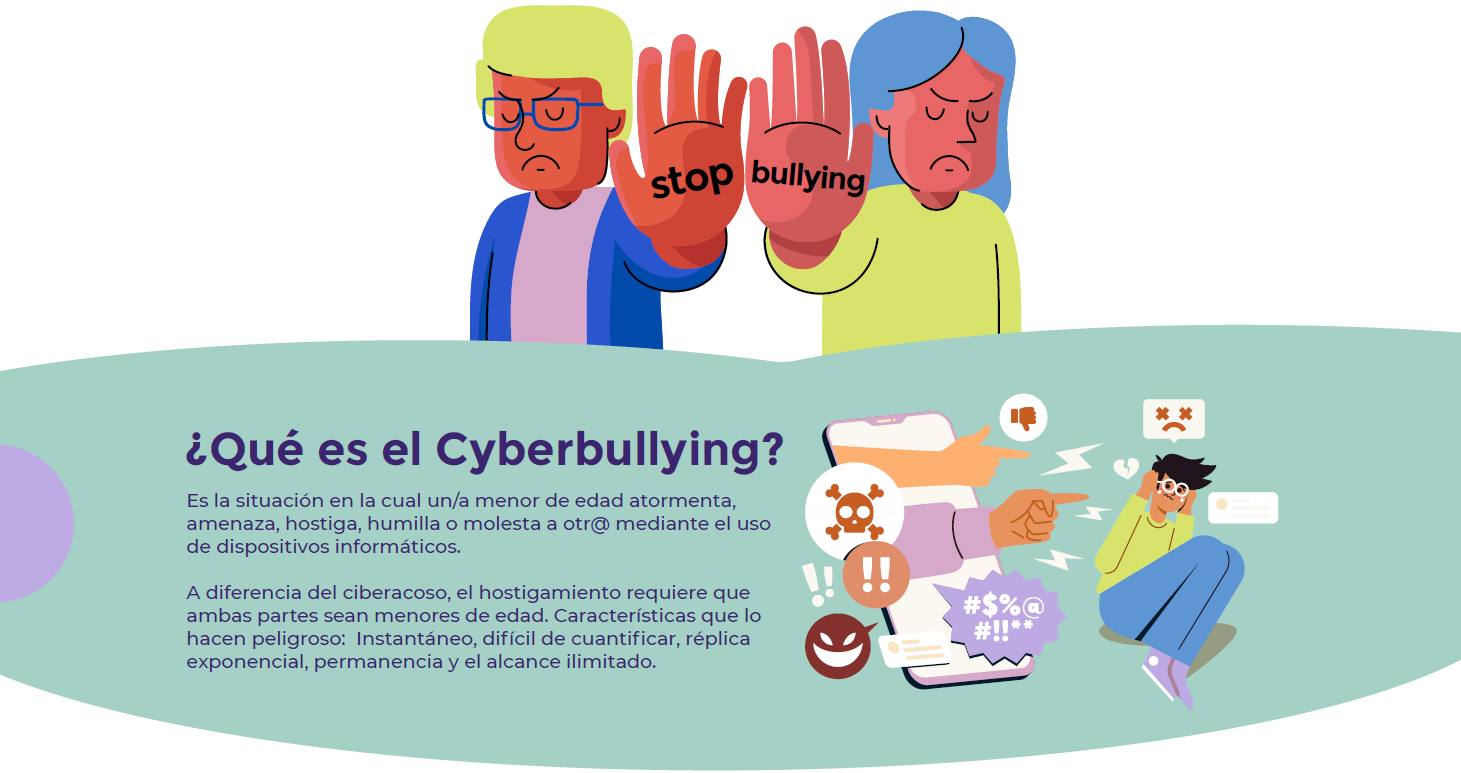 stop
bullying
¿Qué es el Cyberbullying?
Es la situación en la cual un/a menor de edad atormenta,
amenaza, hostiga, humilla o molesta a otr@ mediante el uso
de dispositivos informáticos.
A diferencia del ciberacoso, el hostigamiento requiere que
ambas partes sean menores de edad. Características que lo
hacen peligroso:  Instantáneo, difícil de cuantificar, réplica
exponencial, permanencia y el alcance ilimitado.
!!
!!
#$%@
#!!**